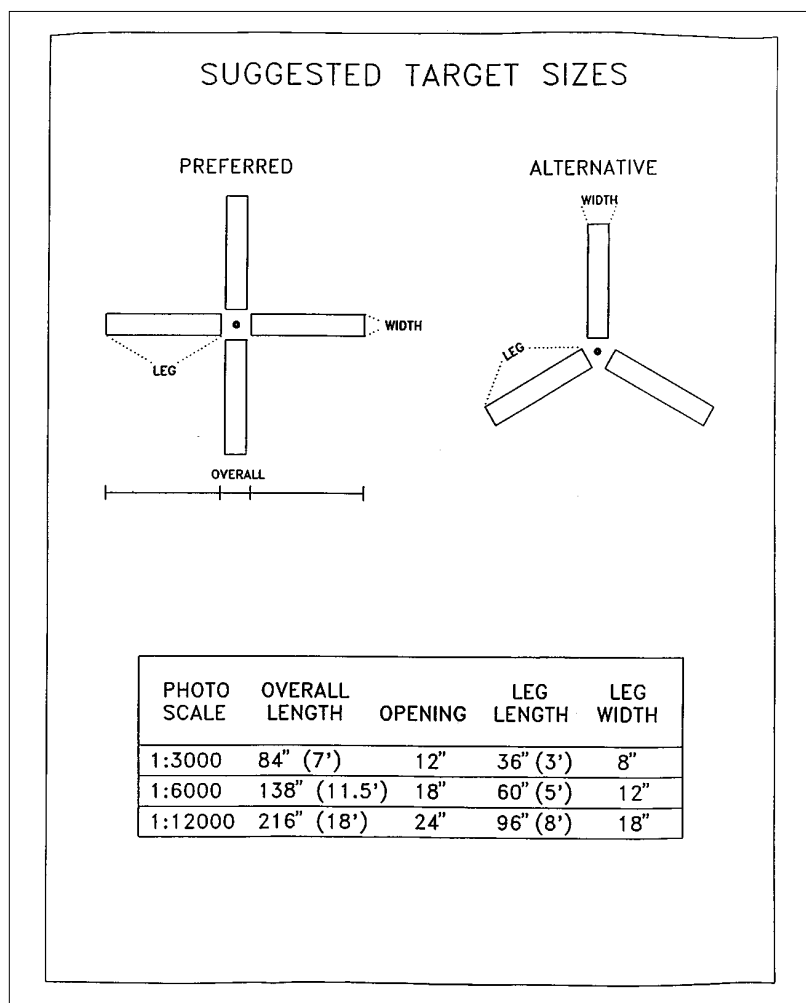 SUGGESTED TARGET SIZES
PREFERRED
ALTERNATIVE
WIDTH
WIDTH
LEG
LEG
OVERALL
PHOTO SCALE OVERALL LENGTH OPENING LEG LENGTH LEG WIDTH
1:3000 84" (7') 12" 36" (3') 8"
1:6000 138" (11.5') 18" 60" (5') 12"
1:12000 216" (18') 24" 96" (8') 18"